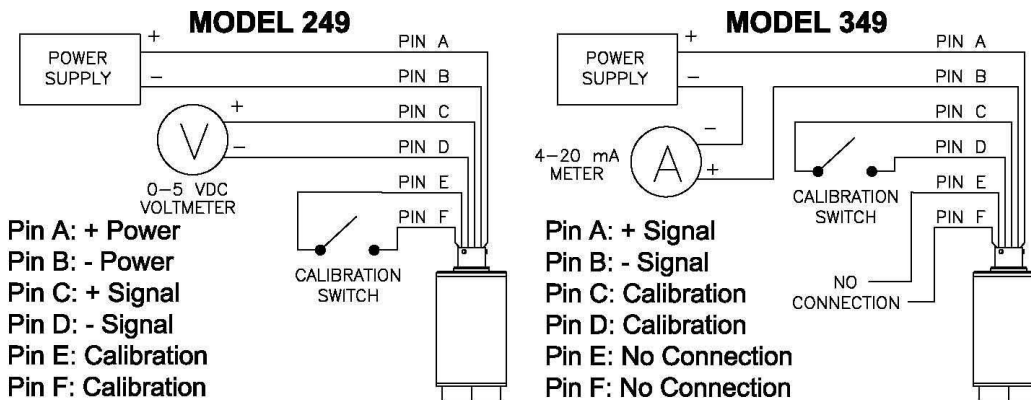 MODEL 249
POWER
SUPPLY
+
−
PIN A
PIN B
PIN C
PIN D
PIN E
PIN F
+
−
V
0−5 VDC
VOLTMETER
CALIBRATION
SWITCH
Pin A: + Power
Pin B: - Power
Pin C: + Signal
Pin D: - Signal
Pin E: Calibration
Pin F: Calibration
MODEL 349
POWER
SUPPLY
+
−
PIN A
PIN B
PIN C
PIN D
PIN E
PIN F
−
+
A
4−20 mA
METER
CALIBRATION
SWITCH
NO
CONNECTION
Pin A: + Signal
Pin B: - Signal
Pin C: Calibration
Pin D: Calibration
Pin E: No Connection
Pin F: No Connection